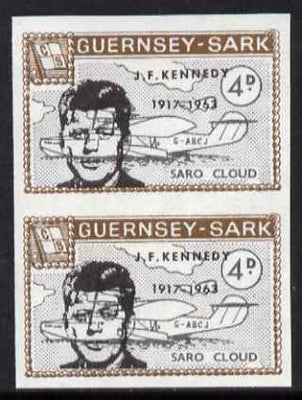 C S
GUERNSEY-SARK
J.F. KENNEDY
4D.
1917-1963
G-ABCJ
SARO CLOUD
C S
GUERNSEY-SARK
J.F. KENNEDY
4D.
1917-1963
G-ABCJ
SARO CLOUD